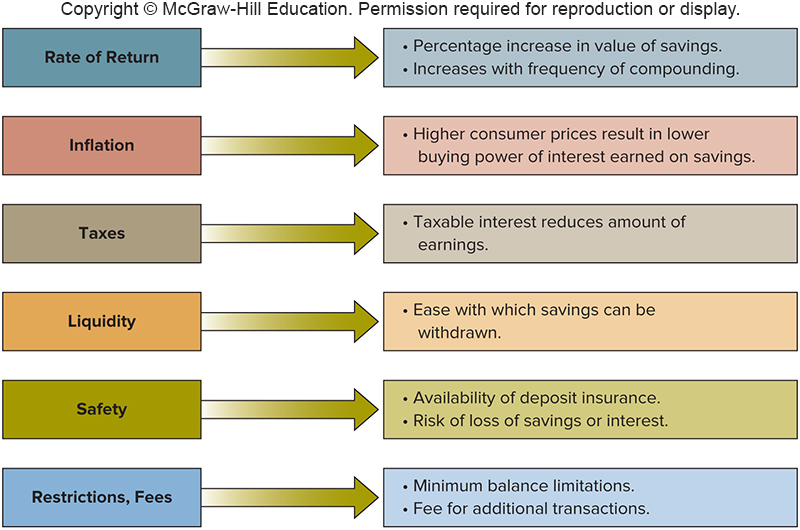 Copyright © McGraw-Hill Education. Permission required for reproduction or display.
Rate of Return
• Percentage increase in value of savings.
• Increases with frequency of compounding.
Inflation
• Higher consumer prices result in lower
buying power of interest earned on savings.
Taxes
• Taxable interest reduces amount of
earnings.
Liquidity
• Ease with which savings can be
withdrawn.
Safety
• Availability of deposit insurance.
• Risk of loss of savings or interest.
Restrictions, Fees
• Minimum balance limitations.
• Fee for additional transactions.